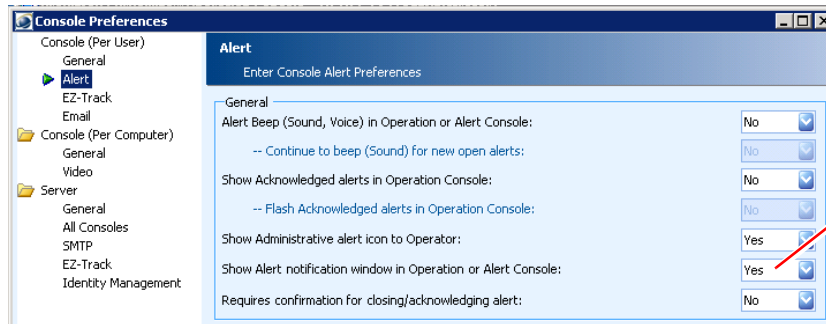 Console Preferences
Console (Per User)
General
Alert
EZ-Track
Email
Console (Per Computer)
General
Video
Server
General
All Consoles
SMTP
EZ-Track
Identity Management
Alert
Enter Console Alert Preferences
General
Alert Beep (Sound, Voice) in Operation or Alert Console: No
-- Continue to beep (Sound) for new open alerts: No
Show Acknowledged alerts in Operation Console: No
-- Flash Acknowledged alerts in Operation Console: No
Show Administrative alert icon to Operator: Yes
Show Alert notification window in Operation or Alert Console: Yes
Requires confirmation for closing/acknowledging alert: No